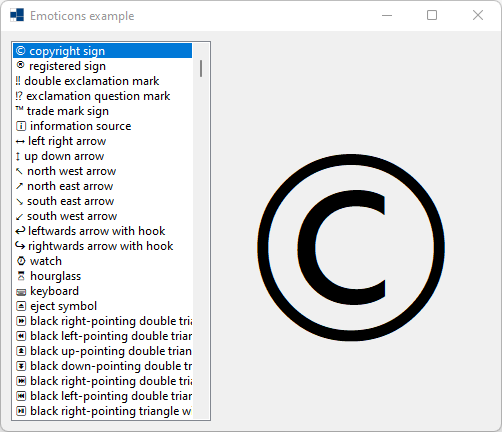 Emoticons example
© copyright sign
® registered sign
‼ double exclamation mark
⁉ exclamation question mark
™ trade mark sign
ℹ information source
↔ left right arrow
↕ up down arrow
↖ north west arrow
↗ north east arrow
↘ south east arrow
↙ south west arrow
↩ leftwards arrow with hook
↪ rightwards arrow with hook
⌚ watch
⌛ hourglass
⌨ keyboard
⏏ eject symbol
⏩ black right-pointing double trian
⏪ black left-pointing double trian
⏫ black up-pointing double trian
⏬ black down-pointing double tr
⏭ black right-pointing double tri
⏮ black left-pointing double trian
⏯ black right-pointing triangle w
©